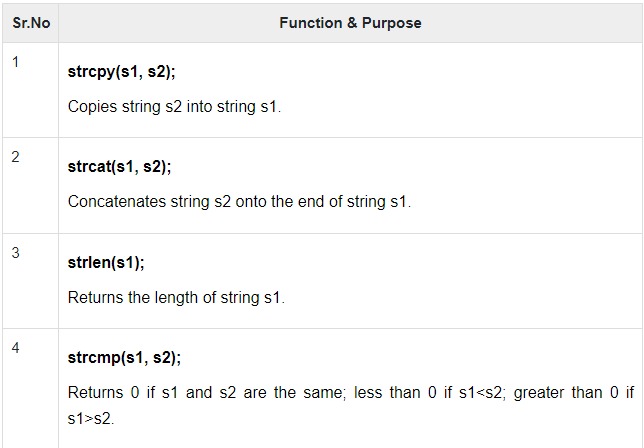 Sr.No Function & Purpose
1
strcpy(s1, s2);
Copies string s2 into string s1.
2
strcat(s1, s2);
Concatenates string s2 onto the end of string s1.
3
strlen(s1);
Returns the length of string s1.
4
strcmp(s1, s2);
Returns 0 if s1 and s2 are the same; less than 0 if s1<s2; greater than 0 if
s1>s2.